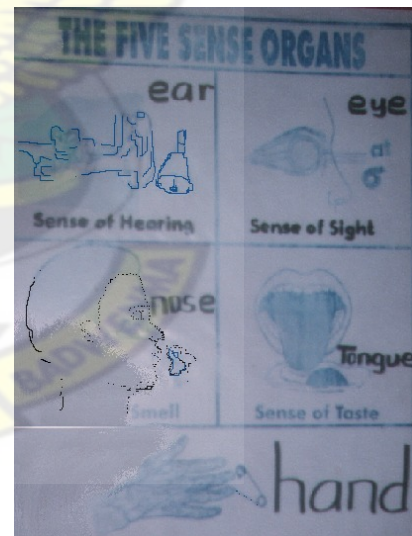 THE FIVE SENSE ORGANS
ear
eye
Sense of Hearing
Sense of Sight
nose
Tongue
Smell
Sense of Taste
hand